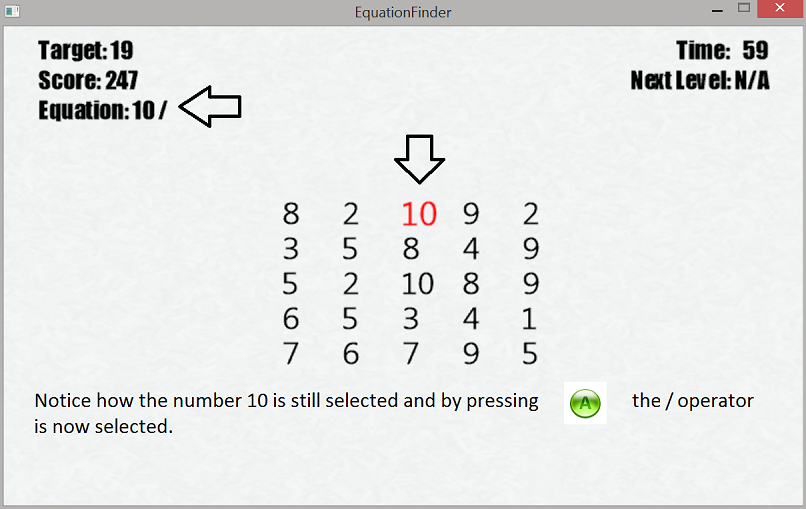 EquationFinder
Target: 19
Time: 59
Score: 247
Next Level: N/A
Equation: 10 /
8 2 10 9 2
3 5 8 4 9
5 2 10 8 9
6 5 3 4 1
7 6 7 9 5
Notice how the number 10 is still selected and by pressing A the / operator
is now selected.